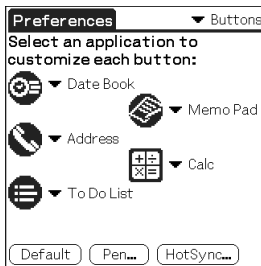 Preferences ▼ Buttons
Select an application to
customize each button:
▼ Date Book
▼ Memo Pad
▼ Address
▼ Calc
▼ To Do List
Default Pen... HotSync...